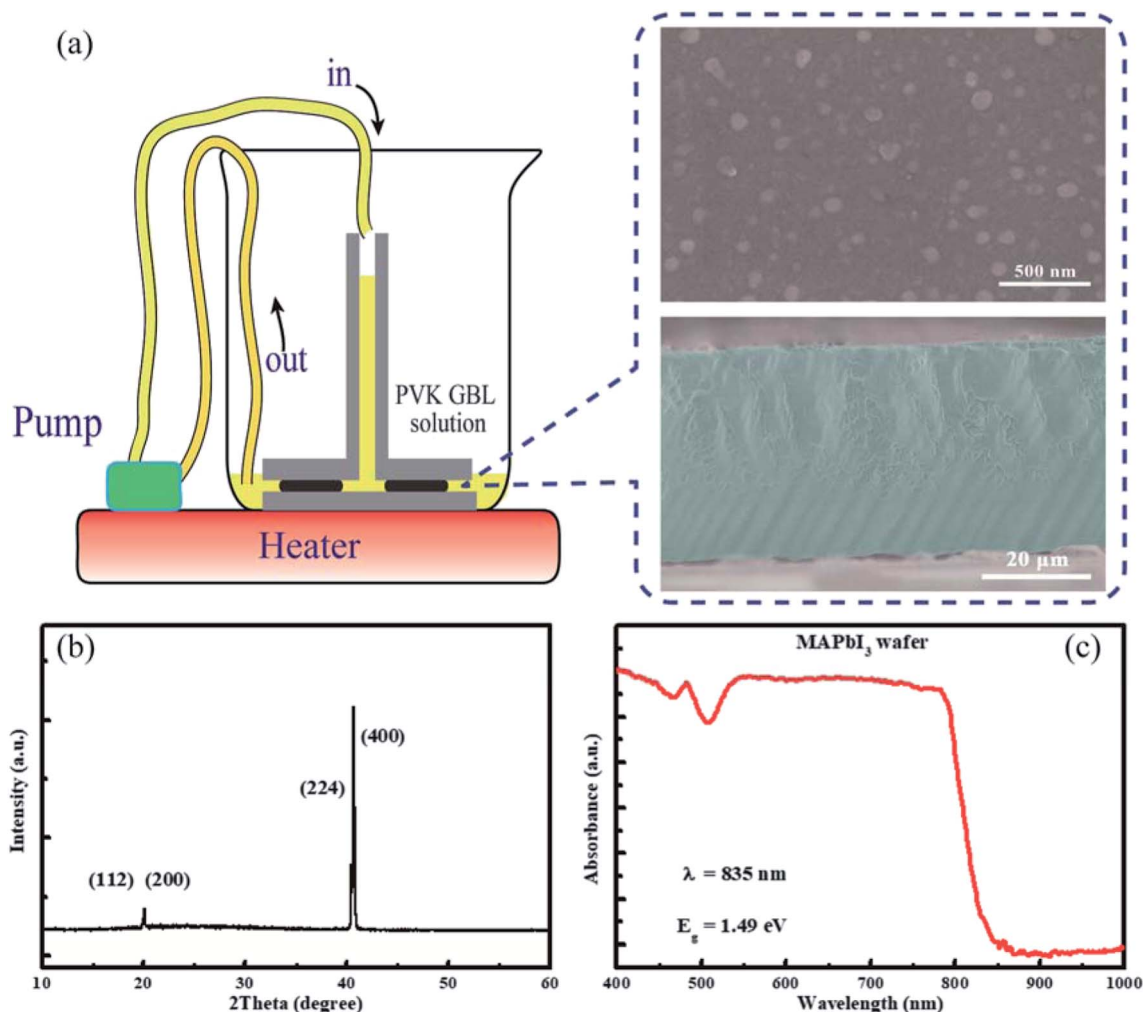 (a)
in
out
Pump
PVK GBL
solution
Heater
500 nm
20 μm
(b)
(400)
(224)
(112) (200)
Intensity (a.u.)
10 20 30 40 50 60
2Theta (degree)
MAPbI₃ wafer
(c)
λ = 835 nm
E_g = 1.49 eV
Absorbance (a.u.)
400 500 600 700 800 900 1000
Wavelength (nm)